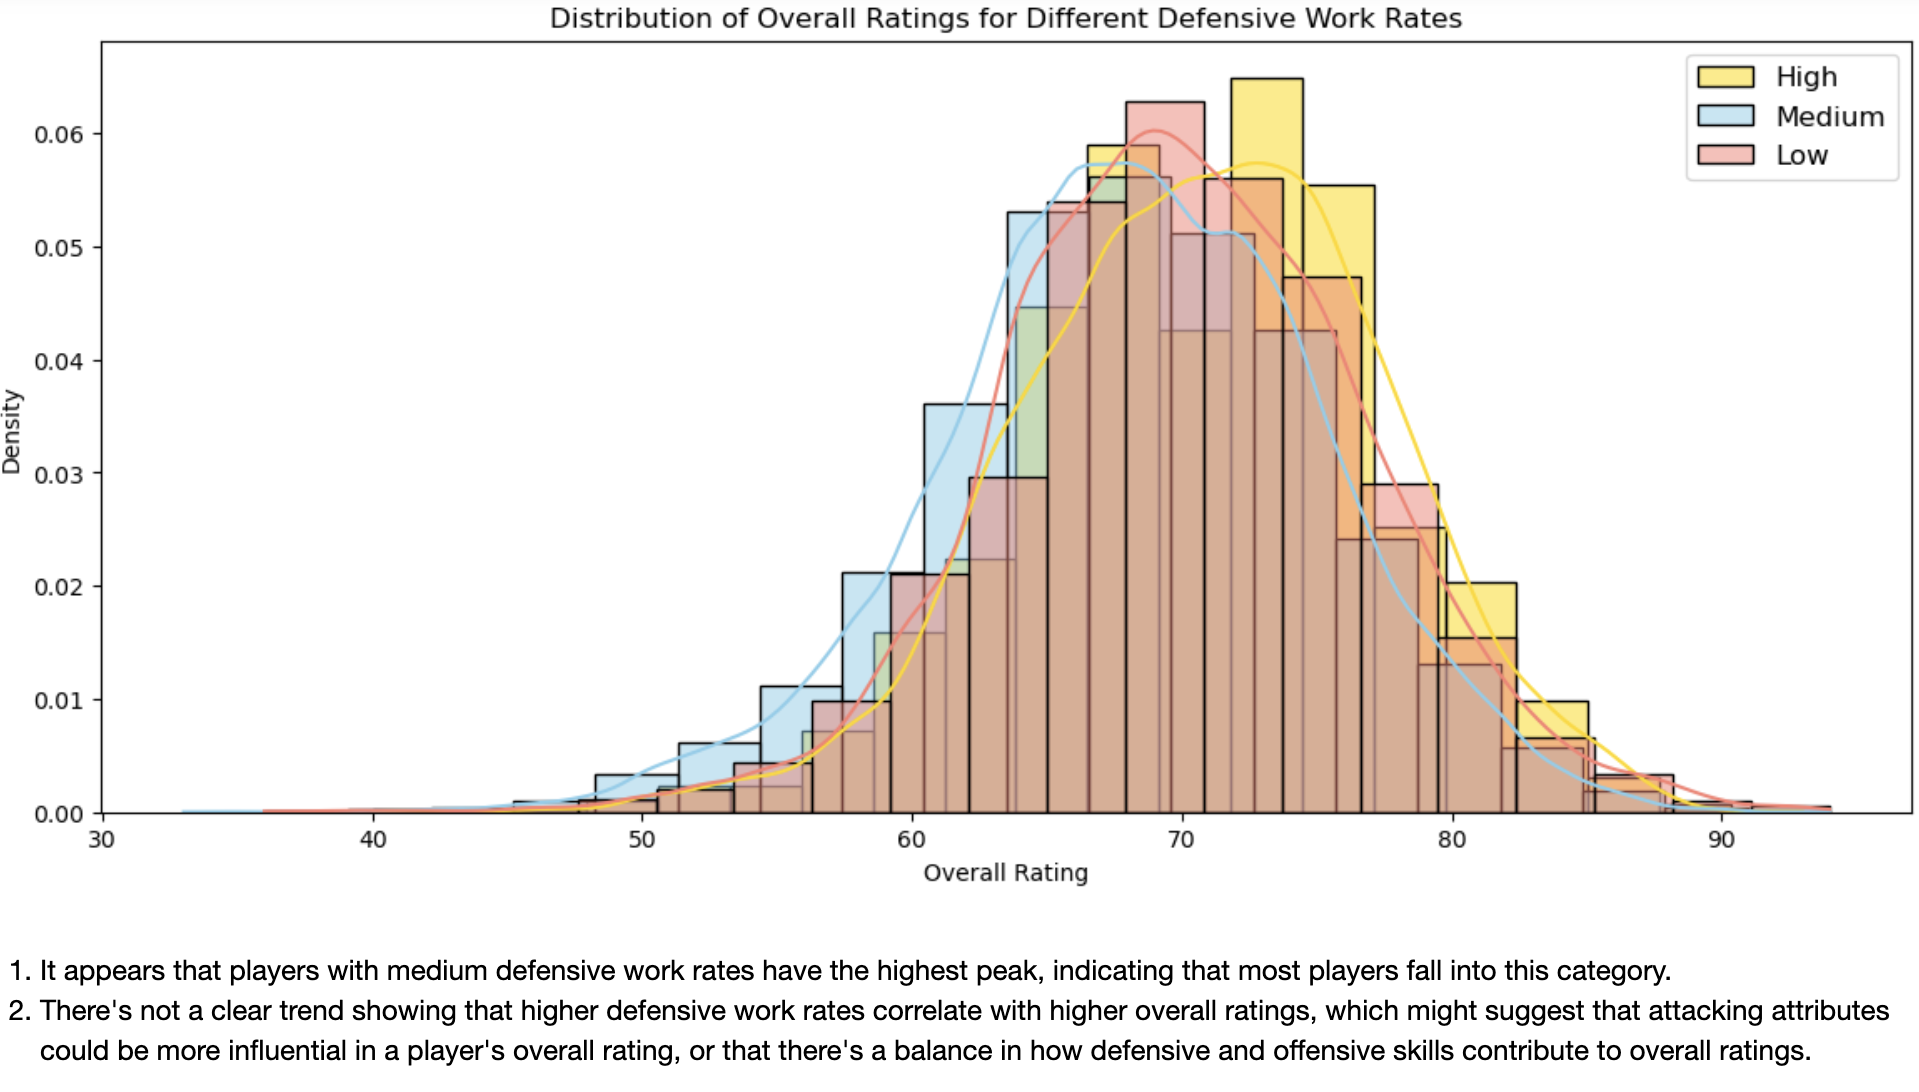 Distribution of Overall Ratings for Different Defensive Work Rates
High
Medium
Low
0.06
0.05
0.04
0.03
0.02
0.01
0.00
Density
30 40 50 60 70 80 90
Overall Rating
1. It appears that players with medium defensive work rates have the highest peak, indicating that most players fall into this category.
2. There's not a clear trend showing that higher defensive work rates correlate with higher overall ratings, which might suggest that attacking attributes
could be more influential in a player's overall rating, or that there's a balance in how defensive and offensive skills contribute to overall ratings.